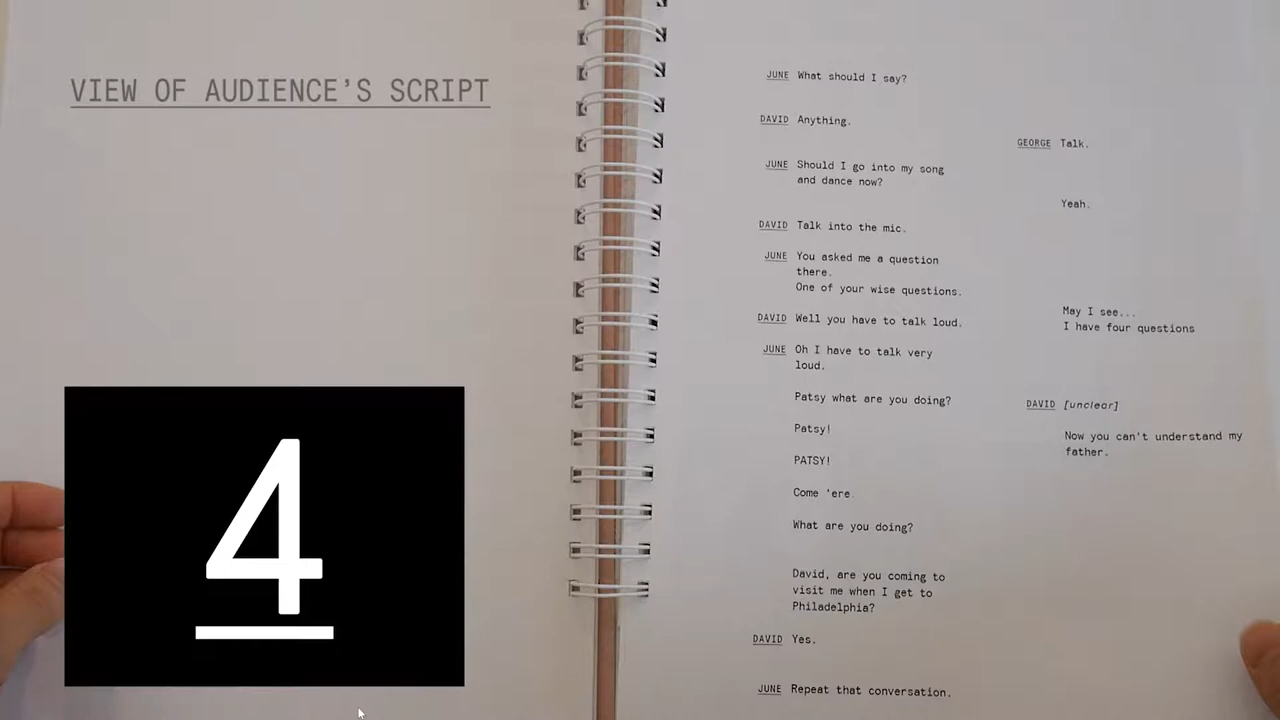 VIEW OF AUDIENCE'S SCRIPT
4
JUNE What should I say?
DAVID Anything.
GEORGE Talk.
JUNE Should I go into my song
and dance now?
Yeah.
DAVID Talk into the mic.
JUNE You asked me a question
there.
One of your wise questions.
May I see...
I have four questions
DAVID Well you have to talk loud.
JUNE Oh I have to talk very
loud.
Patsy what are you doing?
DAVID [unclear]
Patsy!
Now you can't understand my
father.
PATSY!
Come 'ere.
What are you doing?
David, are you coming to
visit me when I get to
Philadelphia?
DAVID Yes.
JUNE Repeat that conversation.